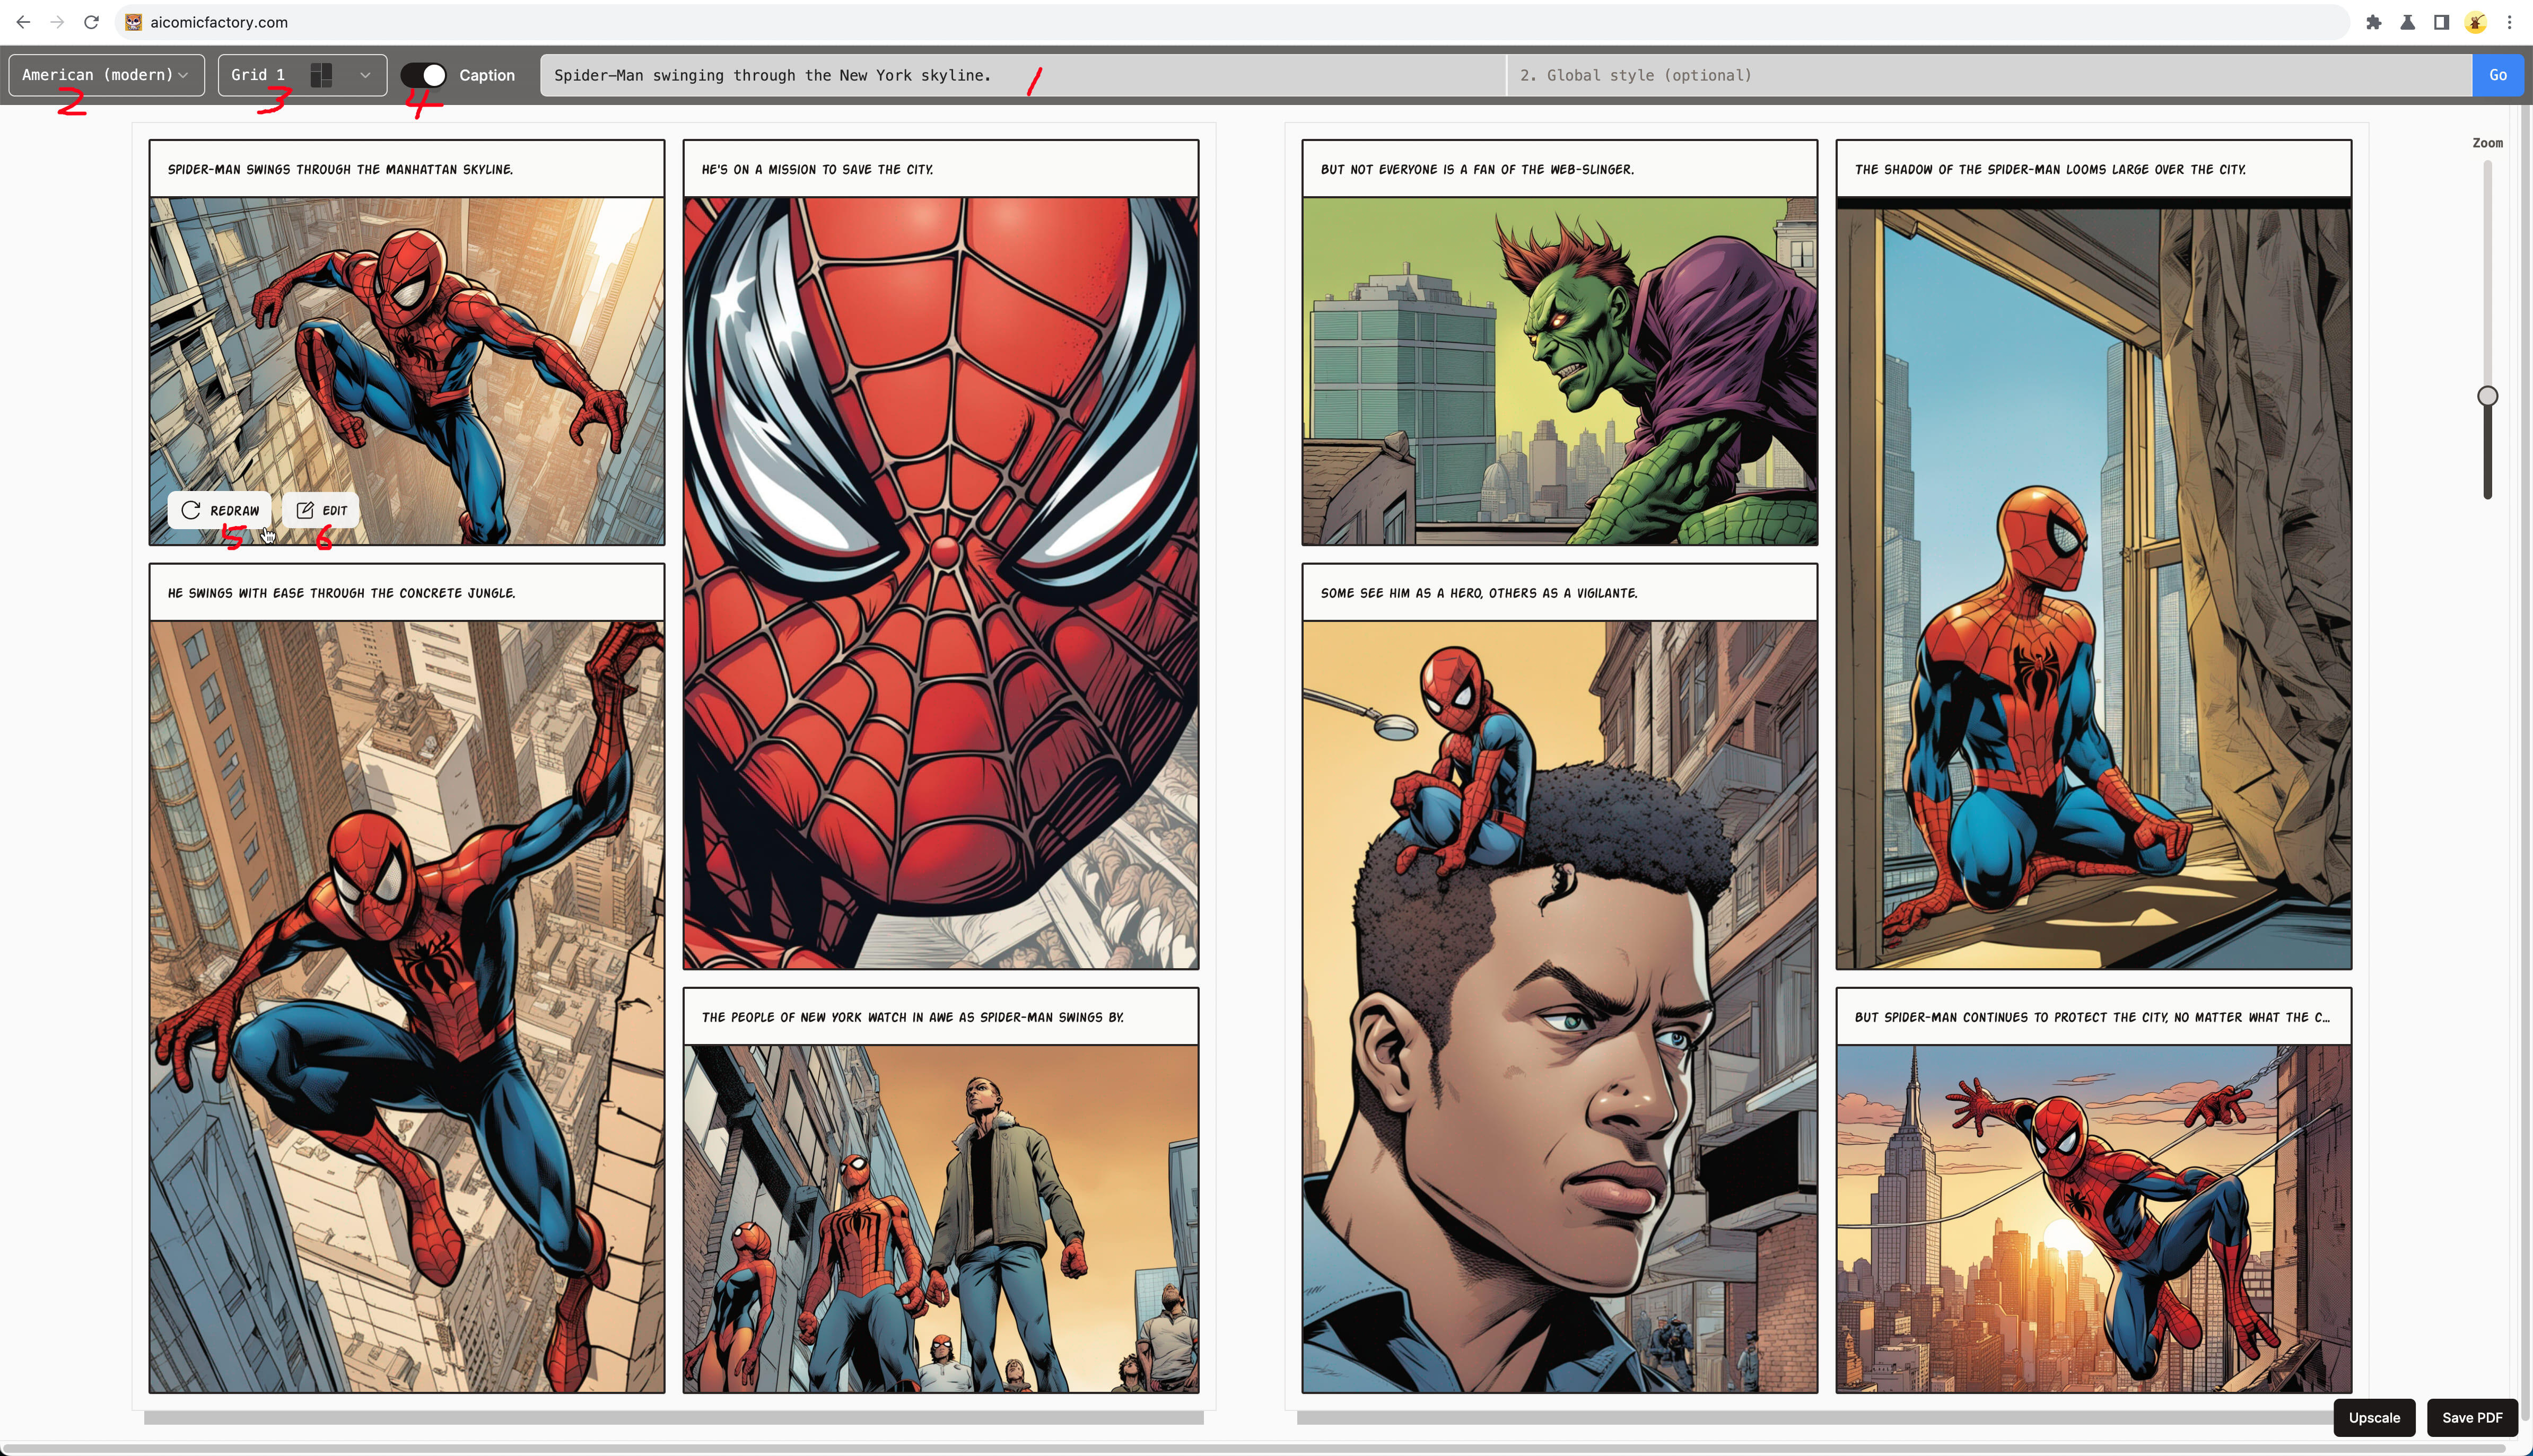 aicomicfactory.com
American (modern)
Grid 1
Caption
Spider-Man swinging through the New York skyline.
2. Global style (optional)
Go
2
3
4
1
Zoom
SPIDER-MAN SWINGS THROUGH THE MANHATTAN SKYLINE.
REDRAW
EDIT
5
6
HE SWINGS WITH EASE THROUGH THE CONCRETE JUNGLE.
HE'S ON A MISSION TO SAVE THE CITY.
THE PEOPLE OF NEW YORK WATCH IN AWE AS SPIDER-MAN SWINGS BY.
BUT NOT EVERYONE IS A FAN OF THE WEB-SLINGER.
SOME SEE HIM AS A HERO, OTHERS AS A VIGILANTE.
THE SHADOW OF THE SPIDER-MAN LOOMS LARGE OVER THE CITY.
BUT SPIDER-MAN CONTINUES TO PROTECT THE CITY, NO MATTER WHAT THE C...
Upscale
Save PDF